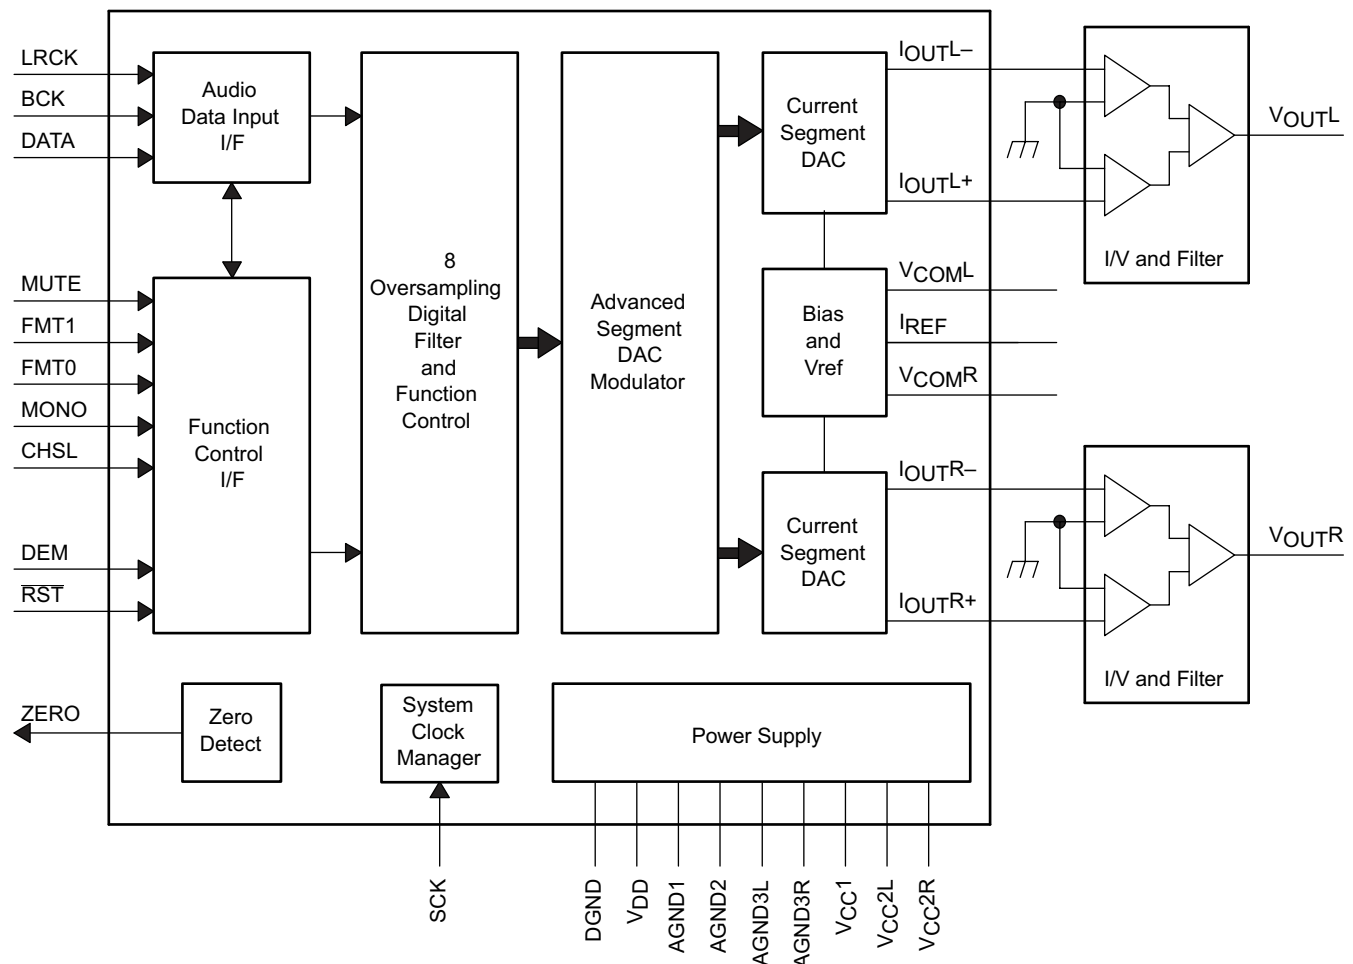 LRCK
BCK
DATA
Audio
Data Input
I/F
MUTE
FMT1
FMT0
MONO
CHSL
DEM
RST
Function
Control
I/F
8
Oversampling
Digital
Filter
and
Function
Control
Advanced
Segment
DAC
Modulator
Current
Segment
DAC
Bias
and
Vref
Current
Segment
DAC
IOUTL–
IOUTL+
VCOML
IREF
VCOMR
IOUTR–
IOUTR+
I/V and Filter
VOUTL
I/V and Filter
VOUTR
ZERO
Zero
Detect
System
Clock
Manager
Power Supply
SCK
DGND
VDD
AGND1
AGND2
AGND3L
AGND3R
VCC1
VCC2L
VCC2R